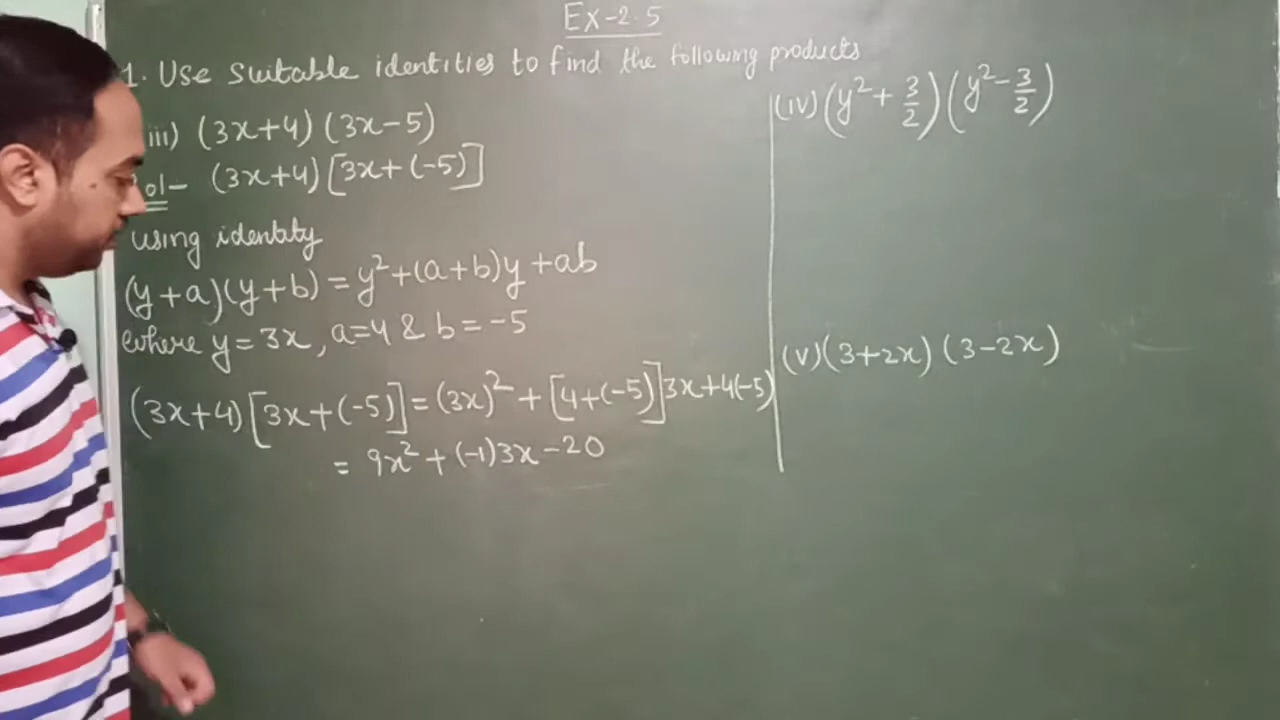 Ex-2.5
1. Use suitable identities to find the following products
iii) (3x+4)(3x-5)
ol- (3x+4)[3x+(-5)]
using identity
(y+a)(y+b) = y²+(a+b)y+ab
where y=3x, a=4 & b=-5
(3x+4)[3x+(-5)] = (3x)²+[4+(-5)]3x+4(-5)
= 9x²+(-1)3x-20
(iv) (y²+3/2)(y²-3/2)
(v) (3+2x)(3-2x)